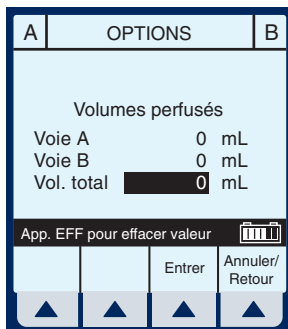 A OPTIONS B
Volumes perfusés
Voie A 0 mL
Voie B 0 mL
Vol. total 0 mL
App. EFF pour effacer valeur
Entrer Annuler/
Retour